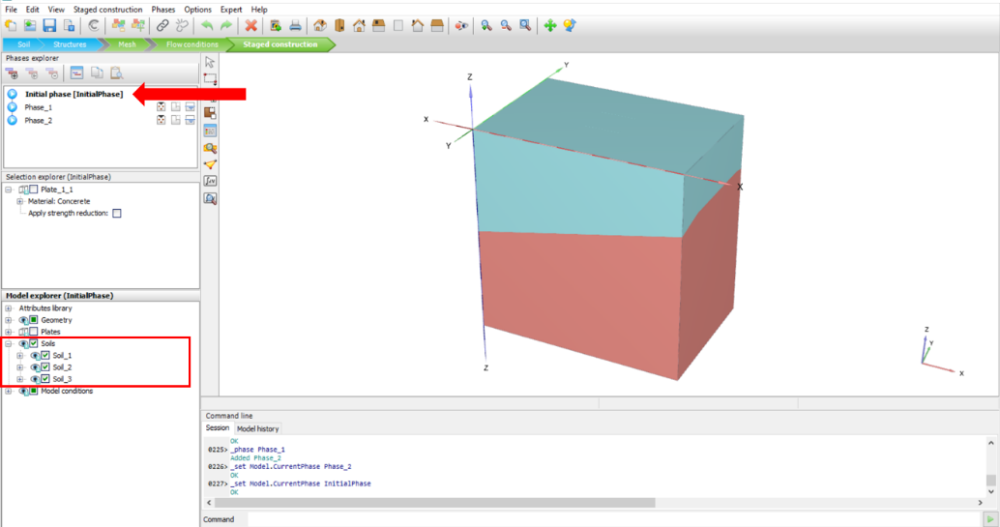 File Edit View Staged construction Phases Options Expert Help
Soil Structures Mesh Flow conditions Staged construction
Phases explorer
Initial phase [InitialPhase]
Phase_1
Phase_2
Selection explorer (InitialPhase)
Plate_1_1
Material: Concerete
Apply strength reduction:
Model explorer (InitialPhase)
Attributes library
Geometry
Plates
Soils
Soil_1
Soil_2
Soil_3
Model conditions
Z
Y
X
Y
X
Z
Z
Y
X
Command line
Session Model history
OK
0225> _phase Phase_1
Added Phase_2
0226> _set Model.CurrentPhase Phase_2
OK
0227> _set Model.CurrentPhase InitialPhase
OK
Command